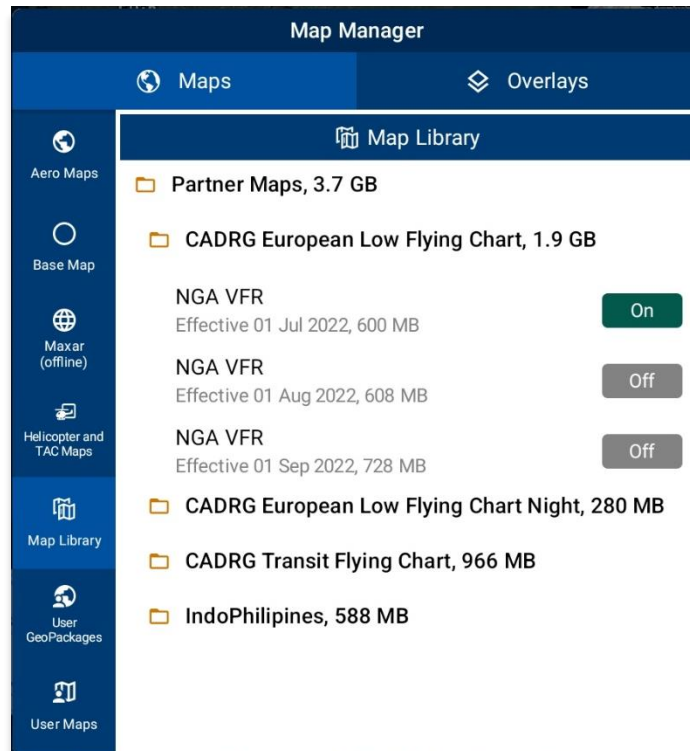 Map Manager
Maps
Overlays
Aero Maps
Base Map
Maxar
(offline)
Helicopter and
TAC Maps
Map Library
User
GeoPackages
User Maps
Map Library
Partner Maps, 3.7 GB
CADRG European Low Flying Chart, 1.9 GB
NGA VFR
Effective 01 Jul 2022, 600 MB
On
NGA VFR
Effective 01 Aug 2022, 608 MB
Off
NGA VFR
Effective 01 Sep 2022, 728 MB
Off
CADRG European Low Flying Chart Night, 280 MB
CADRG Transit Flying Chart, 966 MB
IndoPhilipines, 588 MB